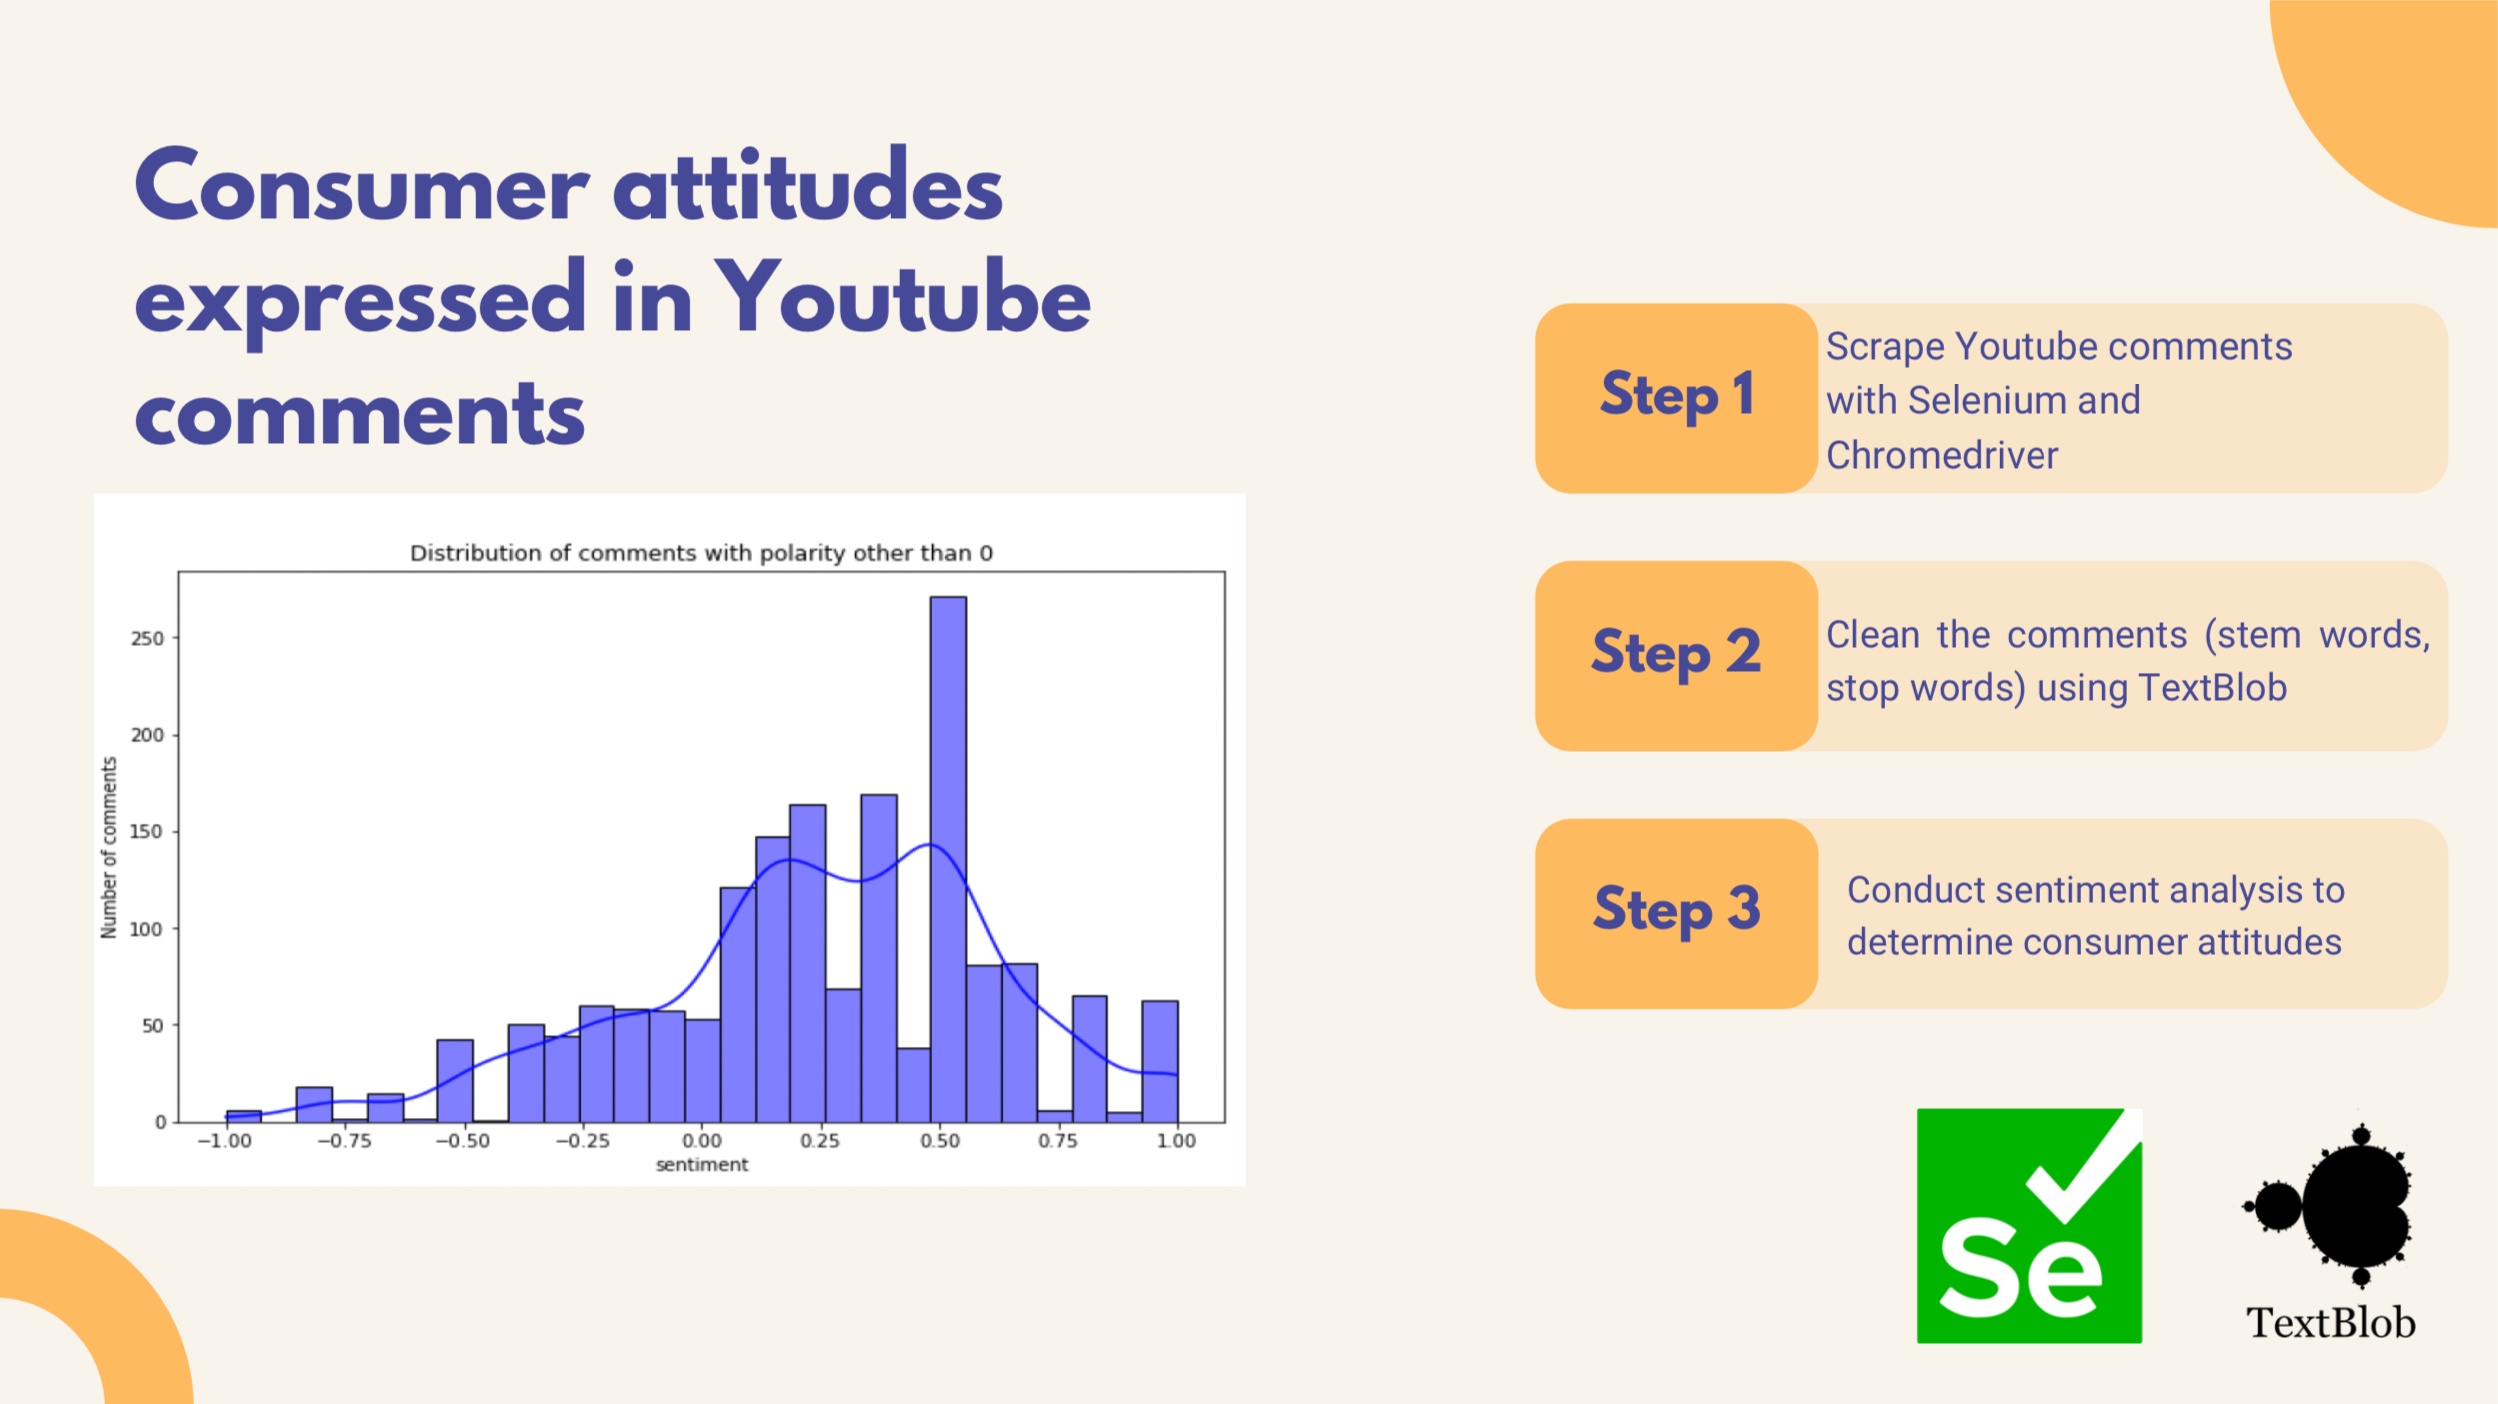 Consumer attitudes
expressed in Youtube
comments
Distribution of comments with polarity other than 0
Number of comments
250
200
150
100
50
0
−1.00 −0.75 −0.50 −0.25 0.00 0.25 0.50 0.75 1.00
sentiment
Step 1
Scrape Youtube comments
with Selenium and
Chromedriver
Step 2
Clean the comments (stem words,
stop words) using TextBlob
Step 3
Conduct sentiment analysis to
determine consumer attitudes
Se
TextBlob